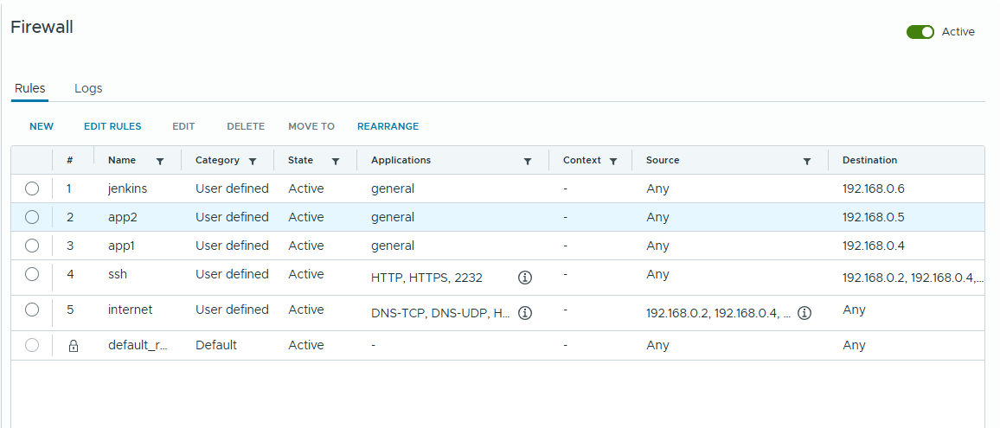 Firewall
Active
Rules Logs
NEW EDIT RULES EDIT DELETE MOVE TO REARRANGE
# Name Category State Applications Context Source Destination
1 jenkins User defined Active general - Any 192.168.0.6
2 app2 User defined Active general - Any 192.168.0.5
3 app1 User defined Active general - Any 192.168.0.4
4 ssh User defined Active HTTP, HTTPS, 2232 - Any 192.168.0.2, 192.168.0.4,...
5 internet User defined Active DNS-TCP, DNS-UDP, H... - 192.168.0.2, 192.168.0.4, ... Any
default_r... Default Active - - Any Any